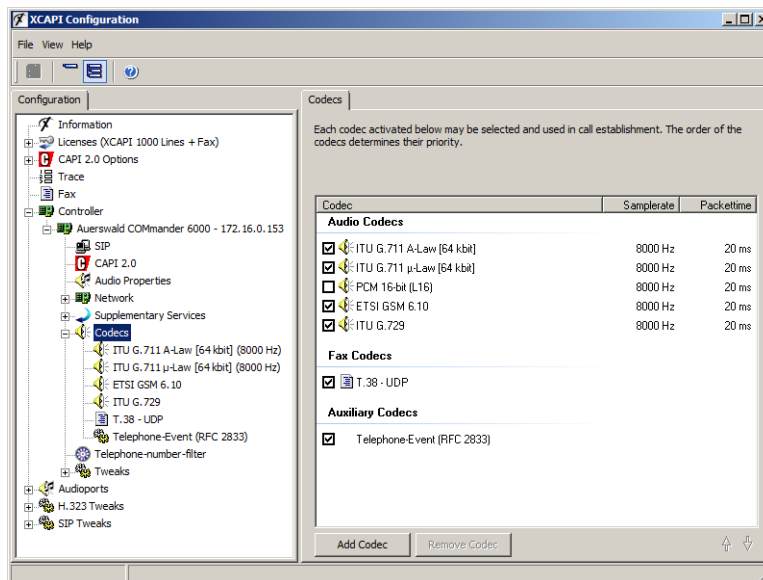 XCAPI Configuration
File View Help
Configuration
Information
Licenses (XCAPI 1000 Lines + Fax)
CAPI 2.0 Options
Trace
Fax
Controller
Auerswald COMmander 6000 - 172.16.0.153
SIP
CAPI 2.0
Audio Properties
Network
Supplementary Services
Codecs
ITU G.711 A-Law [64 kbit] (8000 Hz)
ITU G.711 µ-Law [64 kbit] (8000 Hz)
ETSI GSM 6.10
ITU G.729
T.38 - UDP
Telephone-Event (RFC 2833)
Telephone-number-filter
Tweaks
Audioports
H.323 Tweaks
SIP Tweaks
Codecs
Each codec activated below may be selected and used in call establishment. The order of the
codecs determines their priority.
Codec Samplerate Packettime
Audio Codecs
ITU G.711 A-Law [64 kbit] 8000 Hz 20 ms
ITU G.711 µ-Law [64 kbit] 8000 Hz 20 ms
PCM 16-bit (L16) 8000 Hz 20 ms
ETSI GSM 6.10 8000 Hz 20 ms
ITU G.729 8000 Hz 20 ms
Fax Codecs
T.38 - UDP
Auxiliary Codecs
Telephone-Event (RFC 2833)
Add Codec Remove Codec